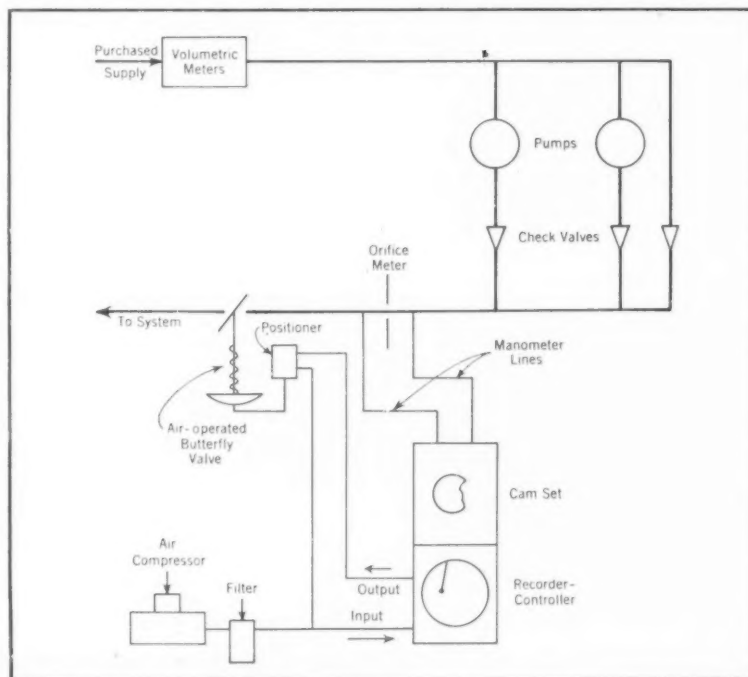 Purchased
Supply
Volumetric
Meters
Pumps
Check Valves
Orifice
Meter
To System
Positioner
Manometer
Lines
Air-operated
Butterfly
Valve
Cam Set
Air
Compressor
Filter
Output
Input
Recorder-
Controller